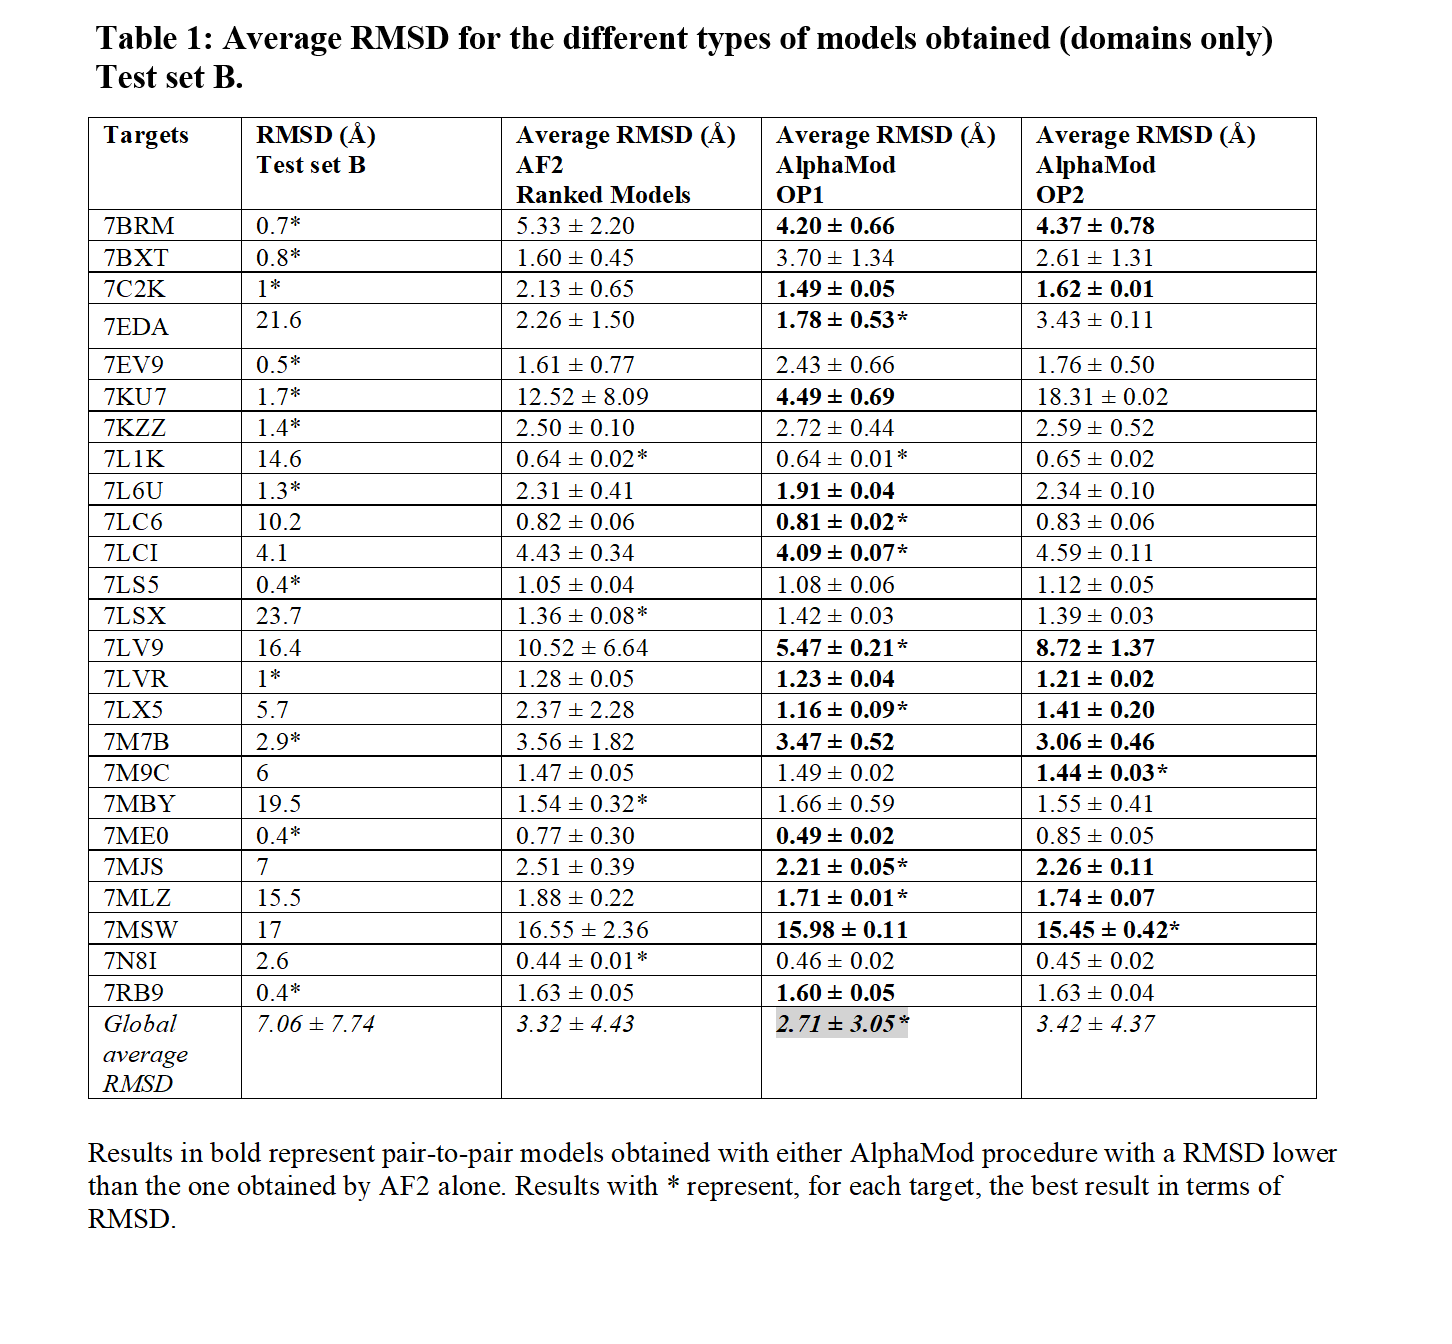 Table 1: Average RMSD for the different types of models obtained (domains only)
Test set B.
Targets RMSD (Å) Average RMSD (Å) Average RMSD (Å) Average RMSD (Å)
Test set B AF2 AlphaMod AlphaMod
Ranked Models OP1 OP2
7BRM 0.7* 5.33 ± 2.20 4.20 ± 0.66 4.37 ± 0.78
7BXT 0.8* 1.60 ± 0.45 3.70 ± 1.34 2.61 ± 1.31
7C2K 1* 2.13 ± 0.65 1.49 ± 0.05 1.62 ± 0.01
7EDA 21.6 2.26 ± 1.50 1.78 ± 0.53* 3.43 ± 0.11
7EV9 0.5* 1.61 ± 0.77 2.43 ± 0.66 1.76 ± 0.50
7KU7 1.7* 12.52 ± 8.09 4.49 ± 0.69 18.31 ± 0.02
7KZZ 1.4* 2.50 ± 0.10 2.72 ± 0.44 2.59 ± 0.52
7L1K 14.6 0.64 ± 0.02* 0.64 ± 0.01* 0.65 ± 0.02
7L6U 1.3* 2.31 ± 0.41 1.91 ± 0.04 2.34 ± 0.10
7LC6 10.2 0.82 ± 0.06 0.81 ± 0.02* 0.83 ± 0.06
7LCI 4.1 4.43 ± 0.34 4.09 ± 0.07* 4.59 ± 0.11
7LS5 0.4* 1.05 ± 0.04 1.08 ± 0.06 1.12 ± 0.05
7LSX 23.7 1.36 ± 0.08* 1.42 ± 0.03 1.39 ± 0.03
7LV9 16.4 10.52 ± 6.64 5.47 ± 0.21* 8.72 ± 1.37
7LVR 1* 1.28 ± 0.05 1.23 ± 0.04 1.21 ± 0.02
7LX5 5.7 2.37 ± 2.28 1.16 ± 0.09* 1.41 ± 0.20
7M7B 2.9* 3.56 ± 1.82 3.47 ± 0.52 3.06 ± 0.46
7M9C 6 1.47 ± 0.05 1.49 ± 0.02 1.44 ± 0.03*
7MBY 19.5 1.54 ± 0.32* 1.66 ± 0.59 1.55 ± 0.41
7ME0 0.4* 0.77 ± 0.30 0.49 ± 0.02 0.85 ± 0.05
7MJS 7 2.51 ± 0.39 2.21 ± 0.05* 2.26 ± 0.11
7MLZ 15.5 1.88 ± 0.22 1.71 ± 0.01* 1.74 ± 0.07
7MSW 17 16.55 ± 2.36 15.98 ± 0.11 15.45 ± 0.42*
7N8I 2.6 0.44 ± 0.01* 0.46 ± 0.02 0.45 ± 0.02
7RB9 0.4* 1.63 ± 0.05 1.60 ± 0.05 1.63 ± 0.04
Global 7.06 ± 7.74 3.32 ± 4.43 2.71 ± 3.05* 3.42 ± 4.37
average
RMSD
Results in bold represent pair-to-pair models obtained with either AlphaMod procedure with a RMSD lower
than the one obtained by AF2 alone. Results with * represent, for each target, the best result in terms of
RMSD.